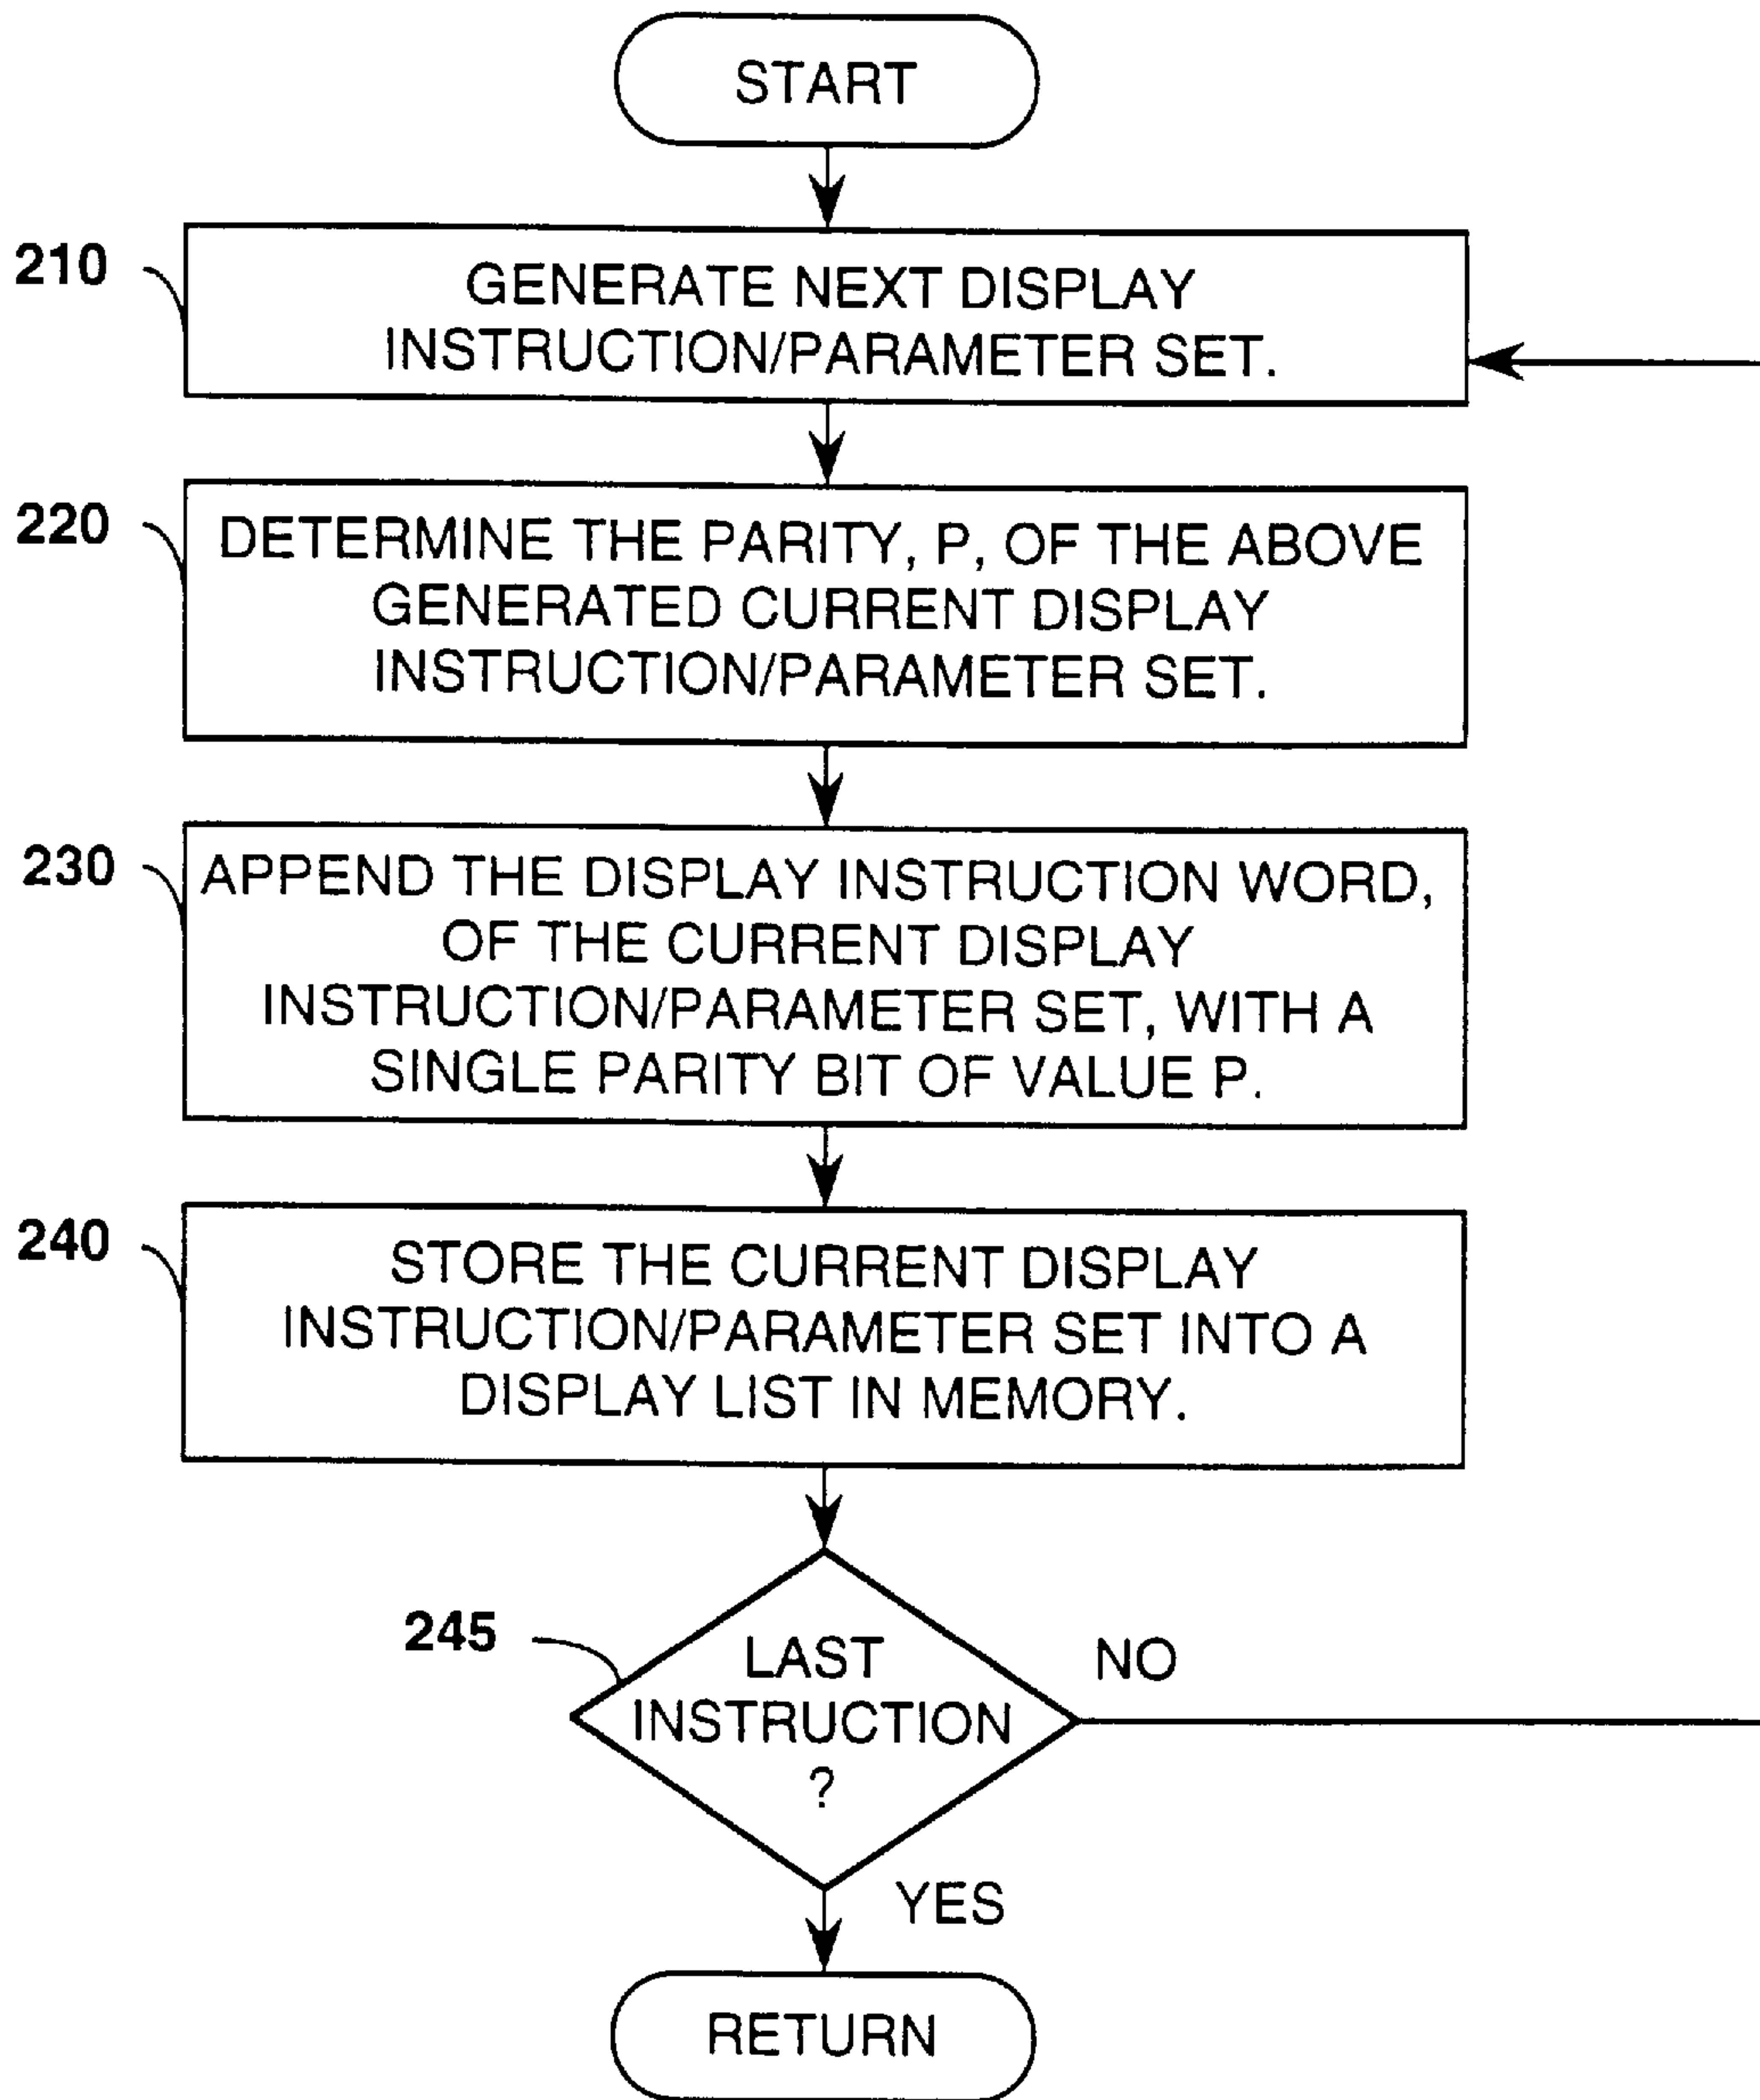 START
210
GENERATE NEXT DISPLAY
INSTRUCTION/PARAMETER SET.
220
DETERMINE THE PARITY, P, OF THE ABOVE
GENERATED CURRENT DISPLAY
INSTRUCTION/PARAMETER SET.
230
APPEND THE DISPLAY INSTRUCTION WORD,
OF THE CURRENT DISPLAY
INSTRUCTION/PARAMETER SET, WITH A
SINGLE PARITY BIT OF VALUE P.
240
STORE THE CURRENT DISPLAY
INSTRUCTION/PARAMETER SET INTO A
DISPLAY LIST IN MEMORY.
245
LAST
INSTRUCTION
?
NO
YES
RETURN